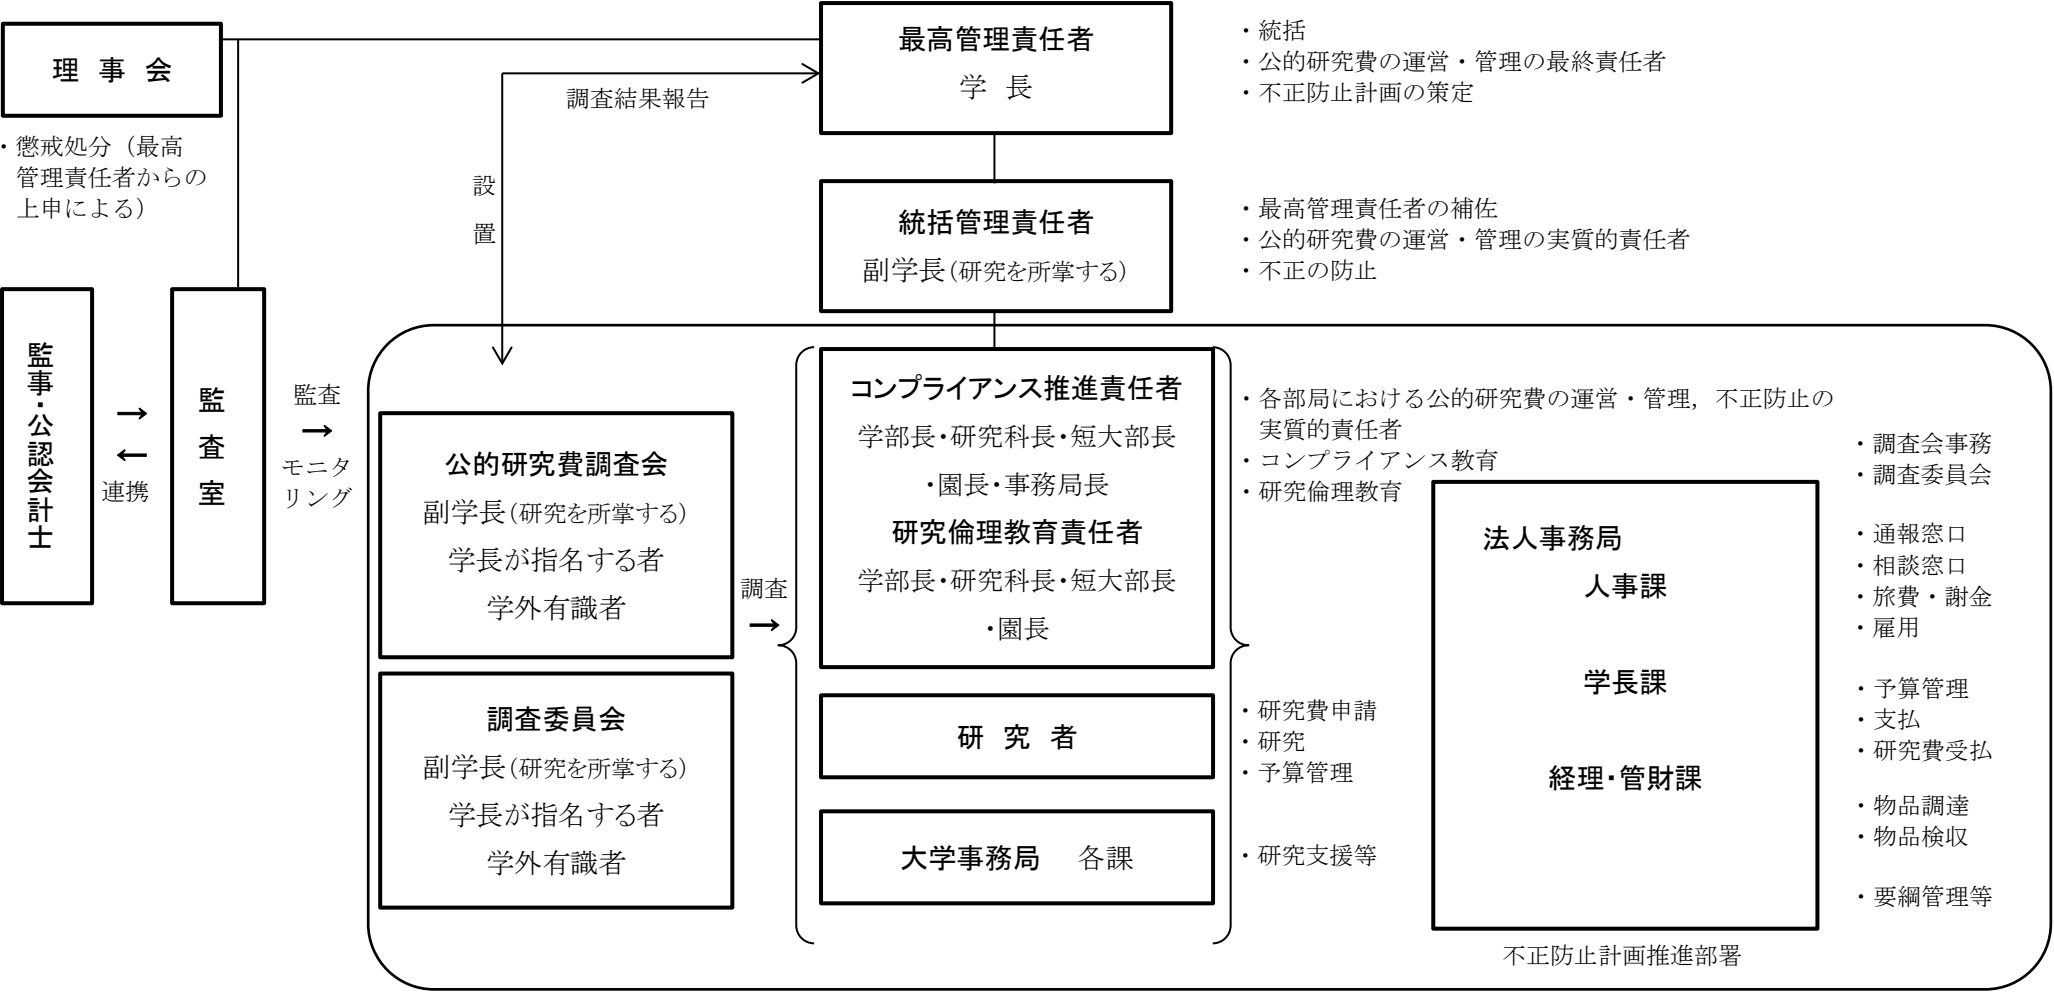 理 事 会
・懲戒処分（最高
管理責任者からの
上申による）
最高管理責任者
学 長
・統括
・公的研究費の運営・管理の最終責任者
・不正防止計画の策定
調査結果報告
設
置
統括管理責任者
副学長（研究を所掌する）
・最高管理責任者の補佐
・公的研究費の運営・管理の実質的責任者
・不正の防止
監事・公認会計士
→
←
連携
監
査
室
監査
→
モニタ
リング
公的研究費調査会
副学長（研究を所掌する）
学長が指名する者
学外有識者
調査委員会
副学長（研究を所掌する）
学長が指名する者
学外有識者
調査
→
コンプライアンス推進責任者
学部長・研究科長・短大部長
・園長・事務局長
研究倫理教育責任者
学部長・研究科長・短大部長
・園長
・各部局における公的研究費の運営・管理，不正防止の
実質的責任者
・コンプライアンス教育
・研究倫理教育
研 究 者
・研究費申請
・研究
・予算管理
大学事務局 各課
・研究支援等
法人事務局
人事課
学長課
経理・管財課
不正防止計画推進部署
・調査会事務
・調査委員会
・通報窓口
・相談窓口
・旅費・謝金
・雇用
・予算管理
・支払
・研究費受払
・物品調達
・物品検収
・要綱管理等